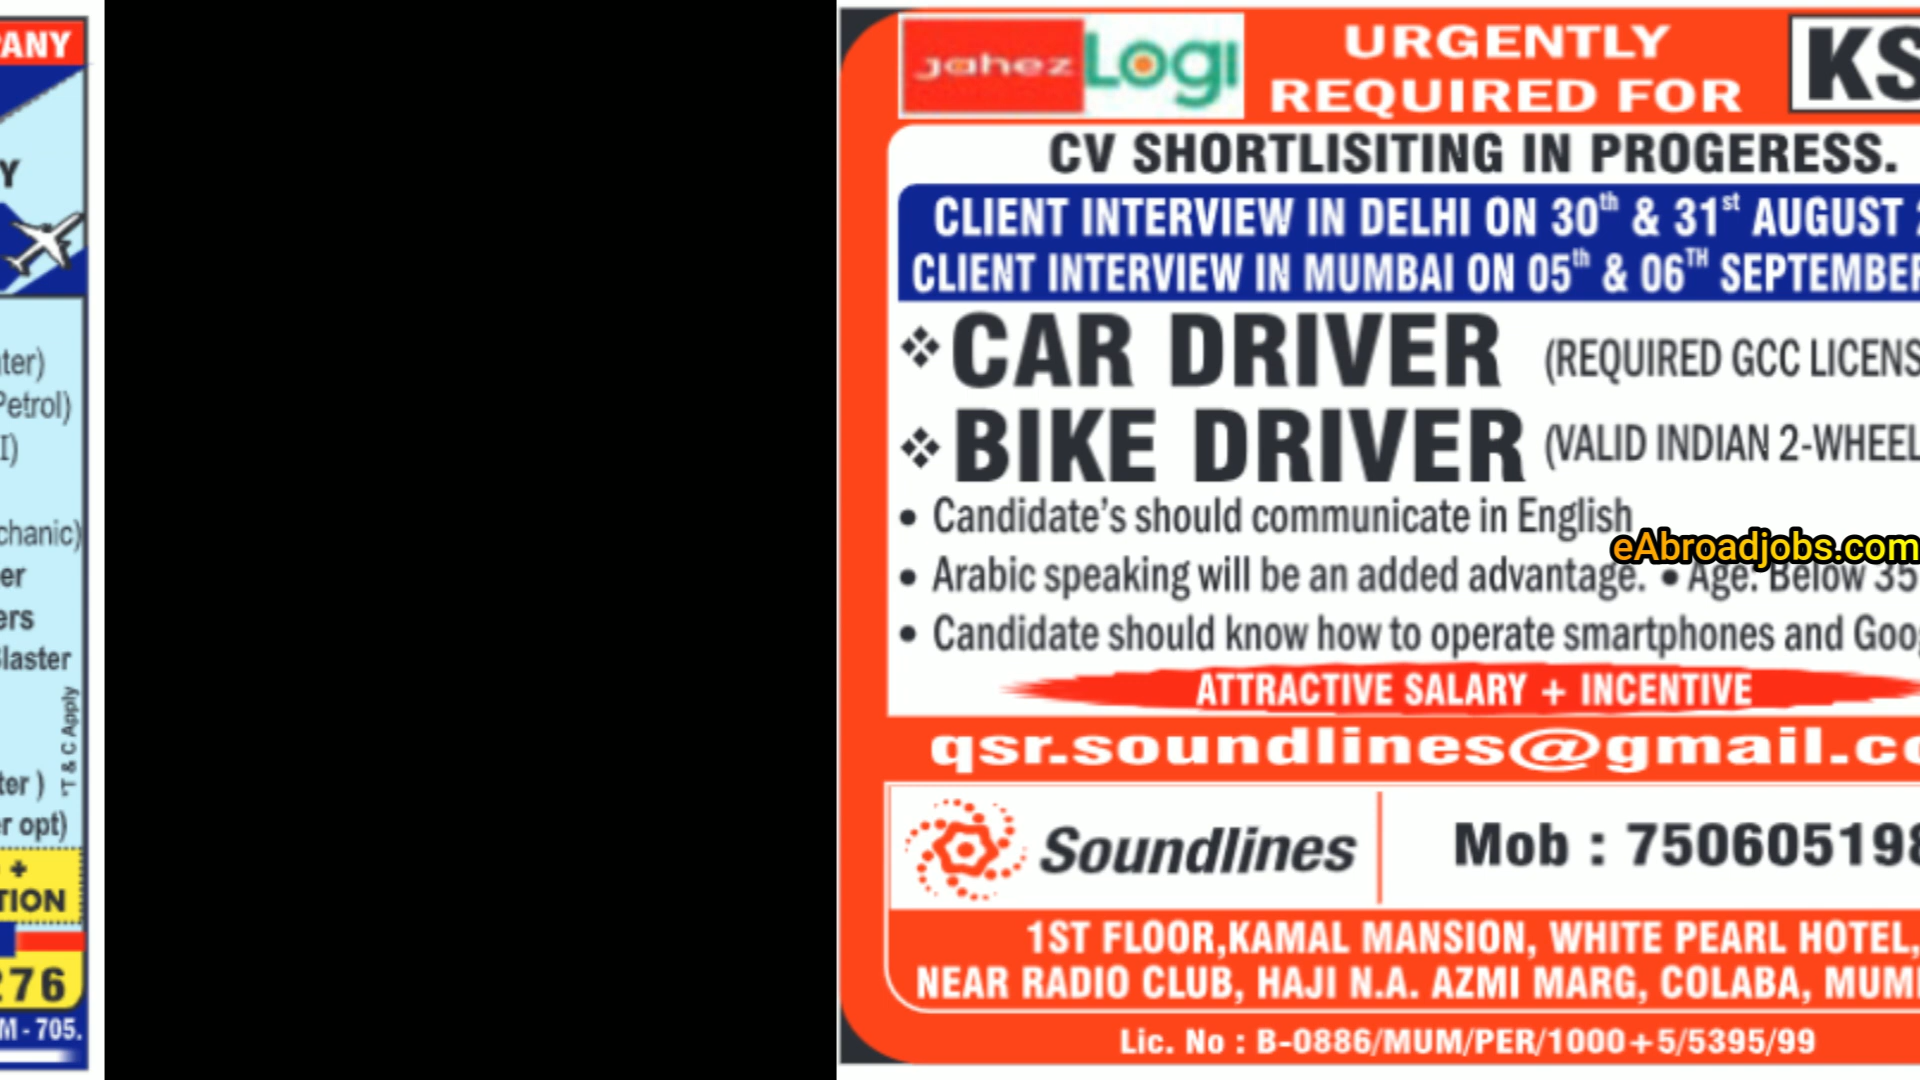 PANY
Y
ter)
Petrol)
I)
chanic)
er
ers
laster
*T & C Apply
ter )
r opt)
+
TION
276
M - 705.
jahez Logi
URGENTLY
REQUIRED FOR
KS
CV SHORTLISITING IN PROGERESS.
CLIENT INTERVIEW IN DELHI ON 30th & 31st AUGUST 2
CLIENT INTERVIEW IN MUMBAI ON 05th & 06TH SEPTEMBER
❖ CAR DRIVER (REQUIRED GCC LICENS
❖ BIKE DRIVER (VALID INDIAN 2-WHEEL
• Candidate's should communicate in English
eAbroadjobs.com
• Arabic speaking will be an added advantage. • Age: Below 35
• Candidate should know how to operate smartphones and Goo
ATTRACTIVE SALARY + INCENTIVE
qsr.soundlines@gmail.co
Soundlines
Mob : 750605198
1ST FLOOR,KAMAL MANSION, WHITE PEARL HOTEL,
NEAR RADIO CLUB, HAJI N.A. AZMI MARG, COLABA, MUM
Lic. No : B-0886/MUM/PER/1000+5/5395/99